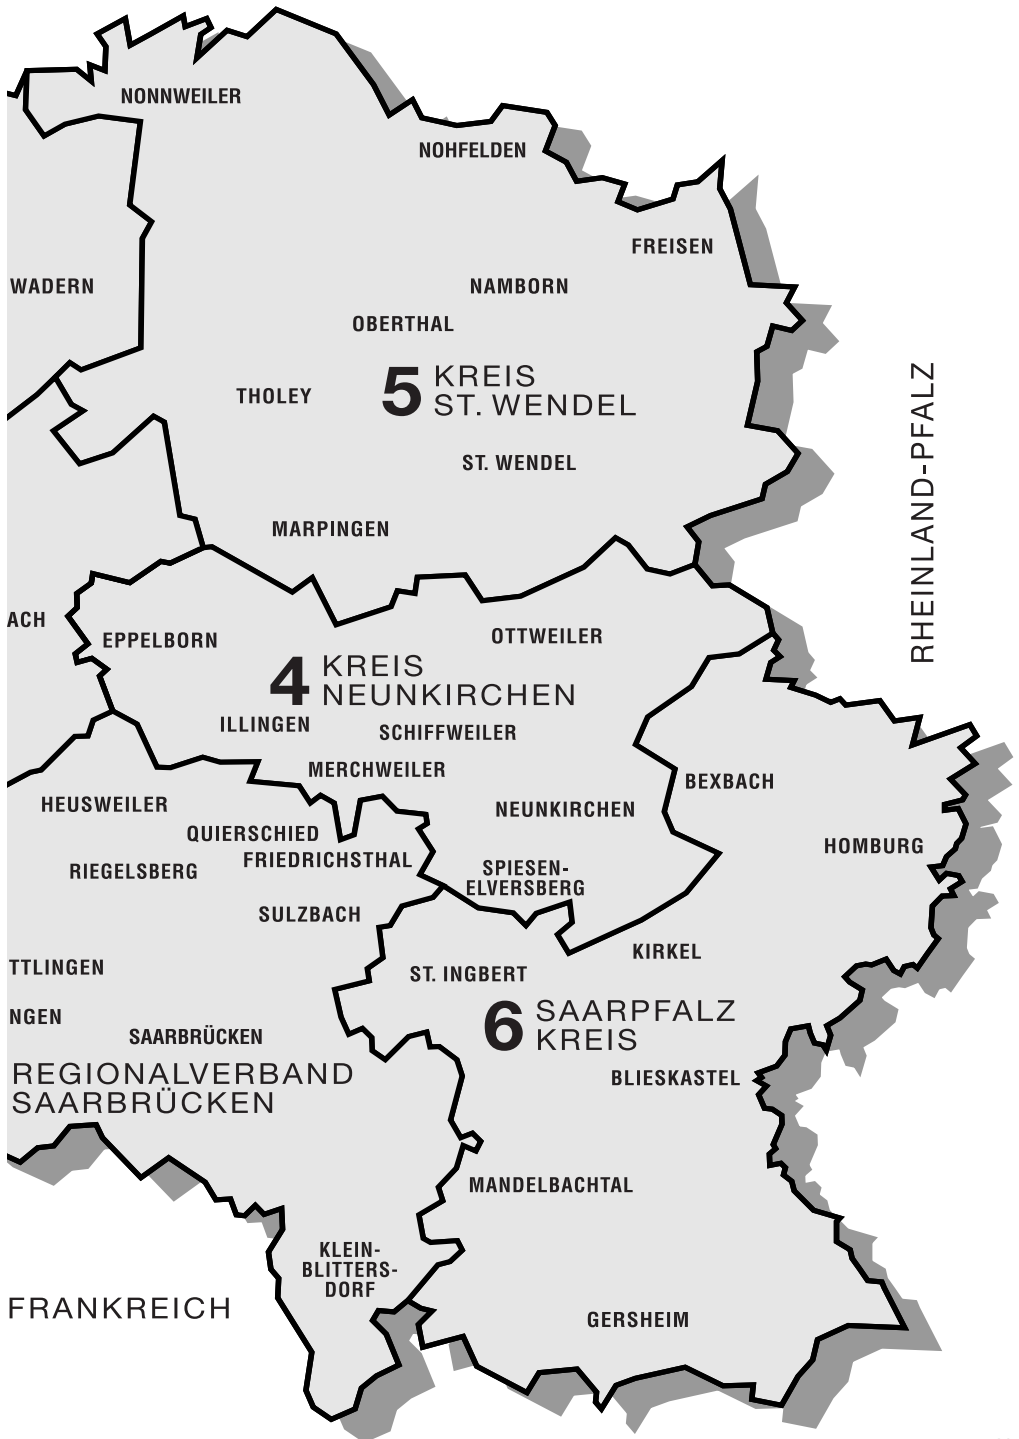 NONNWEILER
NOHFELDEN
FREISEN
WADERN
NAMBORN
OBERTHAL
5 KREIS
ST. WENDEL
THOLEY
ST. WENDEL
MARPINGEN
RHEINLAND-PFALZ
ACH
EPPELBORN
OTTWEILER
4 KREIS
NEUNKIRCHEN
ILLINGEN
SCHIFFWEILER
MERCHWEILER
BEXBACH
HEUSWEILER
NEUNKIRCHEN
QUIERSCHIED
HOMBURG
FRIEDRICHSTHAL
RIEGELSBERG
SPIESEN-
ELVERSBERG
SULZBACH
KIRKEL
TTLINGEN
ST. INGBERT
NGEN
6 SAARPFALZ
KREIS
SAARBRÜCKEN
REGIONALVERBAND
SAARBRÜCKEN
BLIESKASTEL
MANDELBACHTAL
KLEIN-
BLITTERS-
DORF
FRANKREICH
GERSHEIM